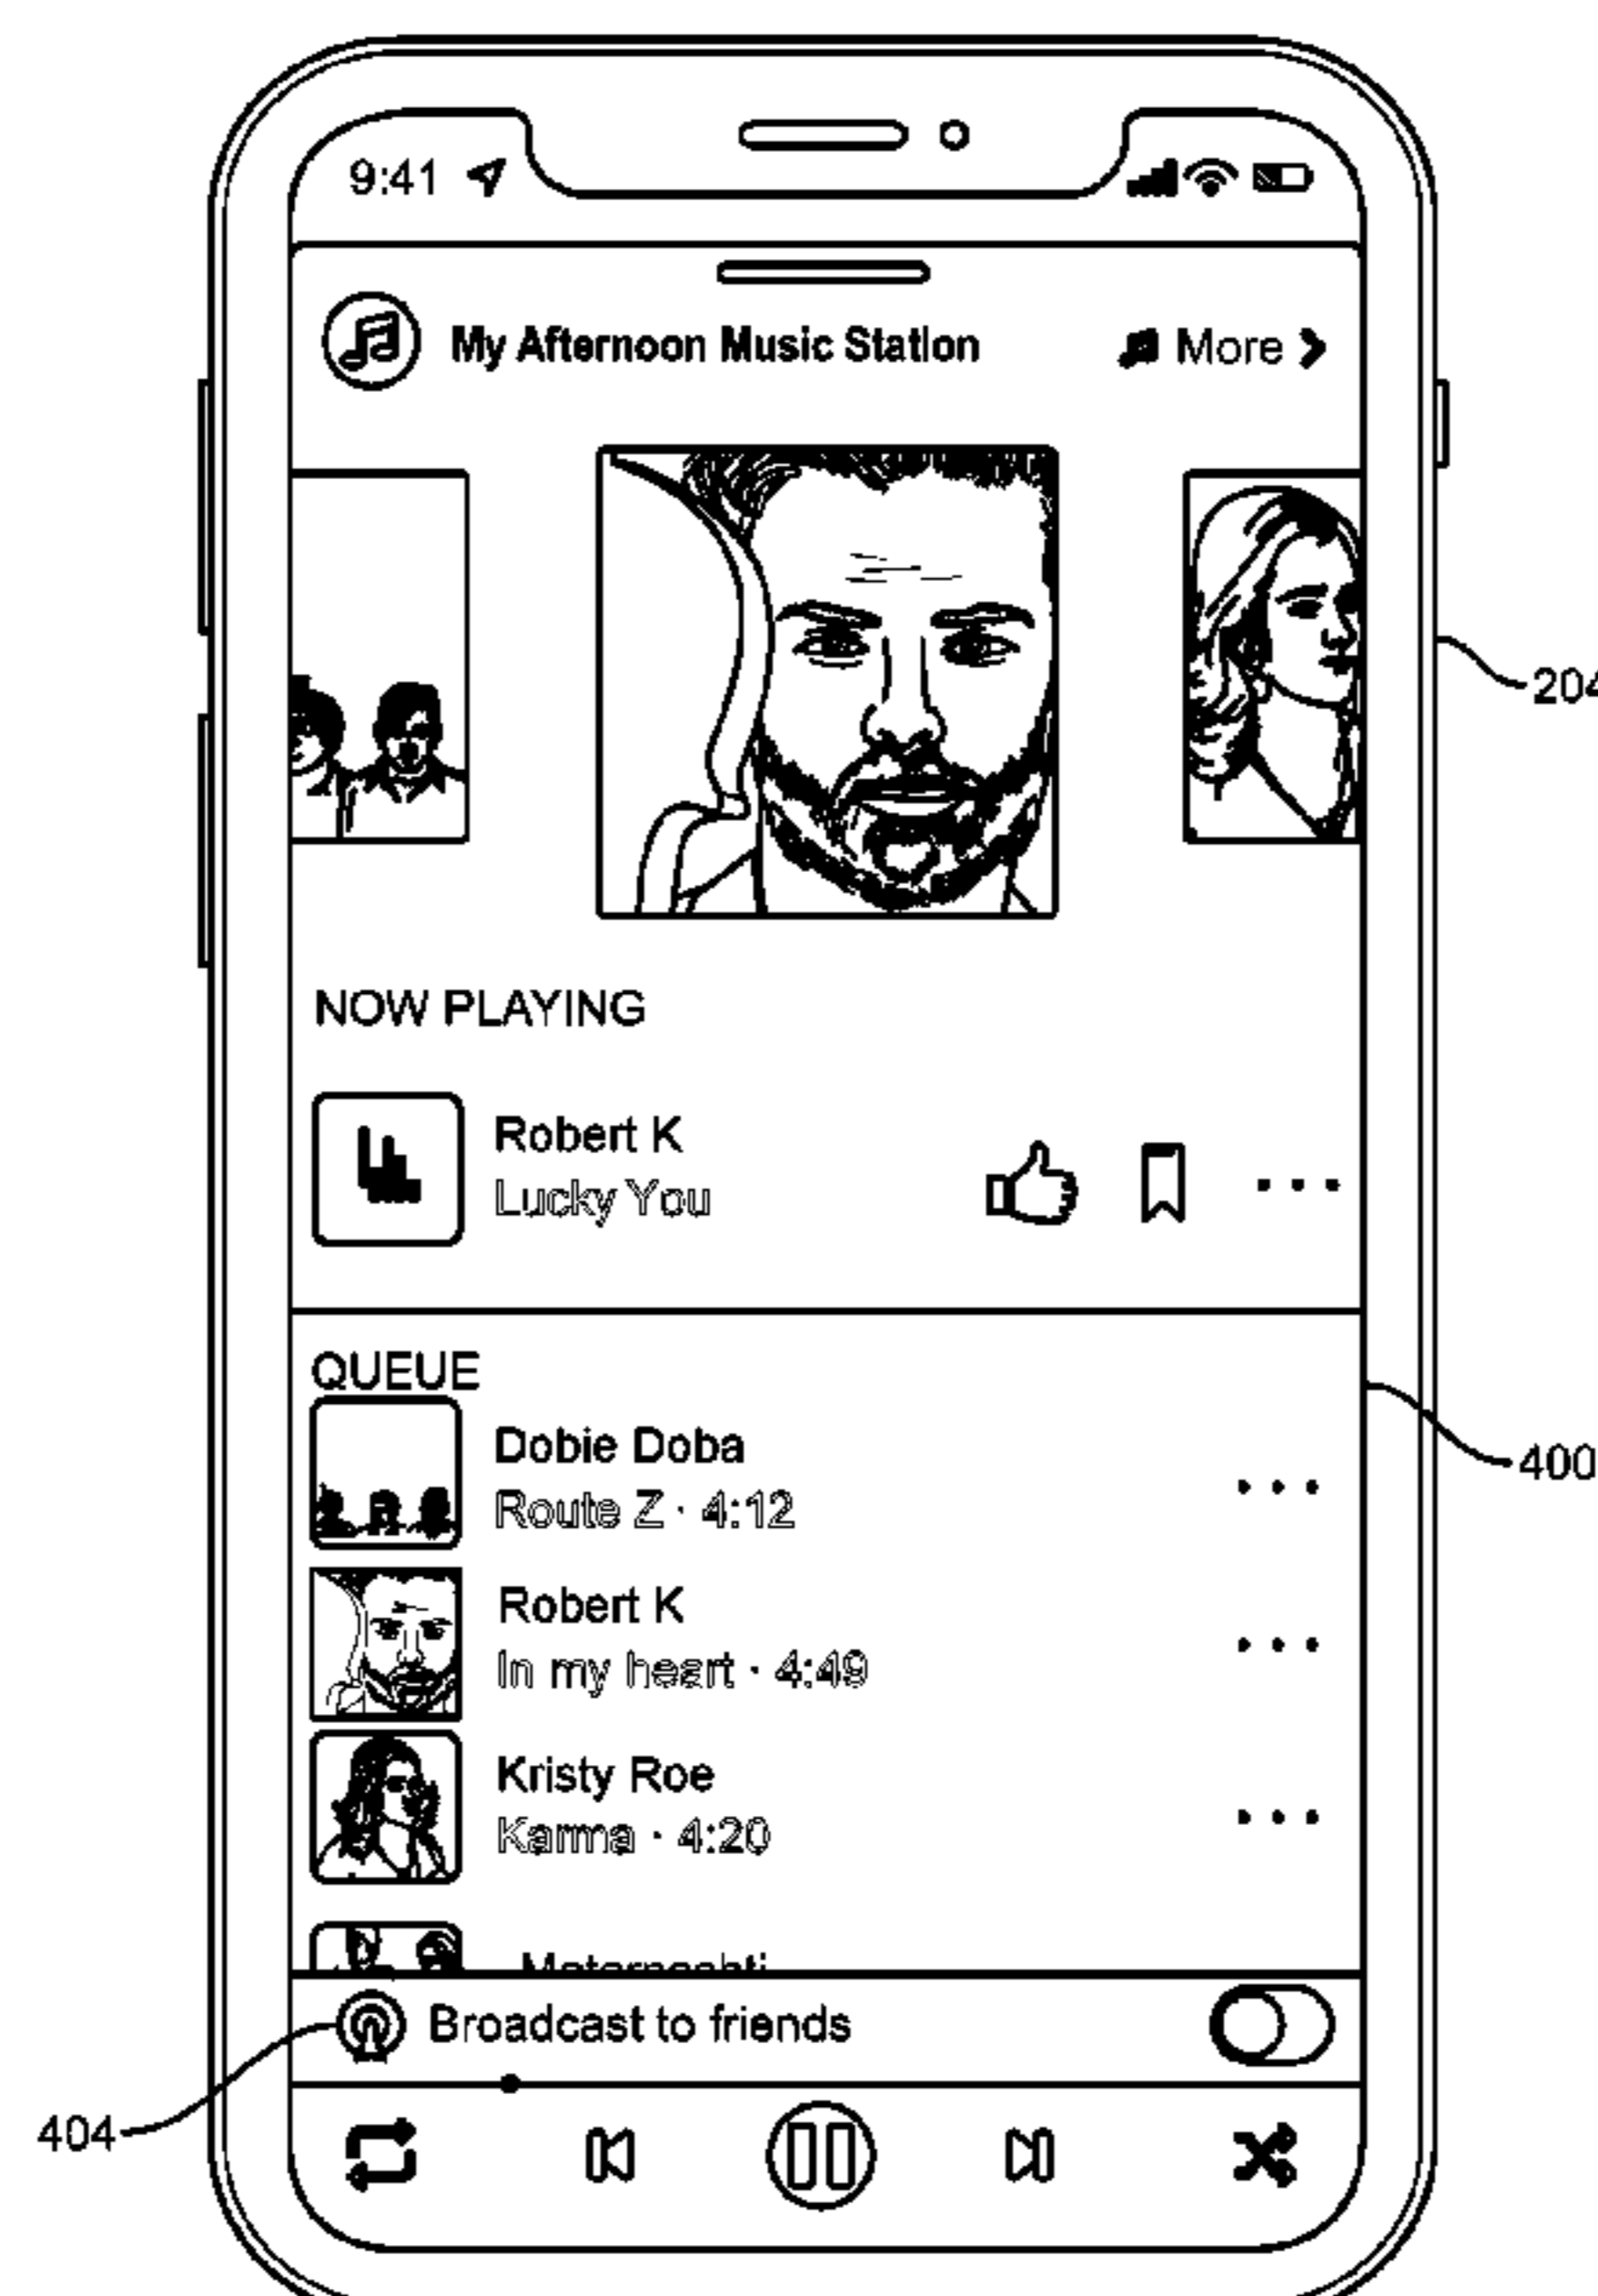 9:41
My Afternoon Music Station
More
204
NOW PLAYING
Robert K
Lucky You
QUEUE
400
Dobie Doba
Route Z · 4:12
Robert K
In my heart · 4:49
Kristy Roe
Karma · 4:20
Broadcast to friends
404